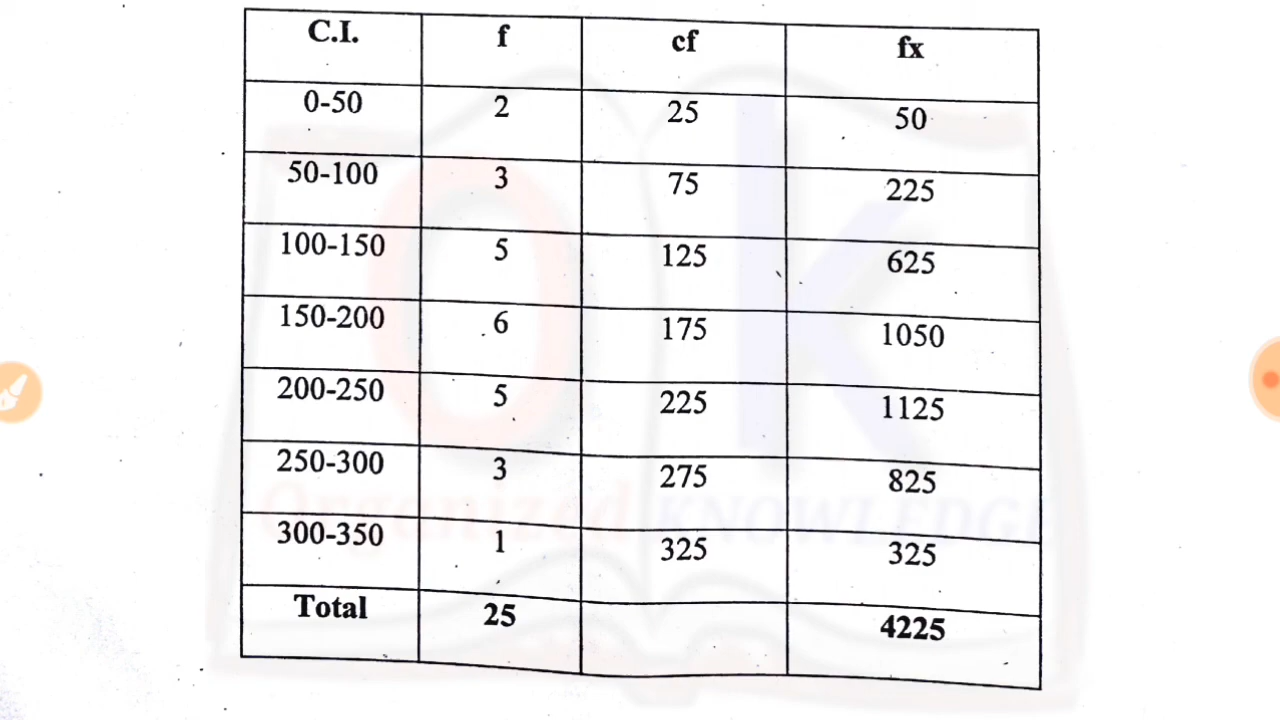 C.I. f cf fx
0-50 2 25 50
50-100 3 75 225
100-150 5 125 625
150-200 6 175 1050
200-250 5 225 1125
250-300 3 275 825
300-350 1 325 325
Total 25 4225
Organized KNOWLEDGE